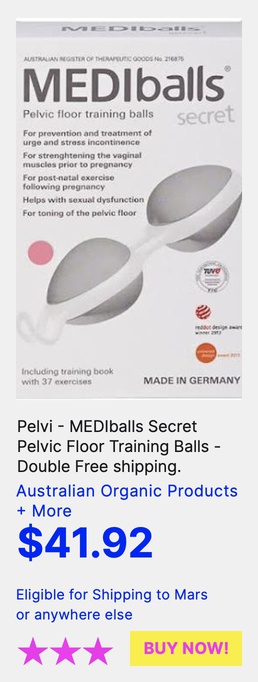 MEDIballs
AUSTRALIAN REGISTER OF THERAPEUTIC GOODS No. 216875
MEDIballs®
secret
Pelvic floor training balls
For prevention and treatment of
urge and stress incontinence
For strenghtening the vaginal
muscles prior to pregnancy
For post-natal exercise
following pregnancy
Helps with sexual dysfunction
For toning of the pelvic floor
reddot design award
winner 2012
Including training book
with 37 exercises
MADE IN GERMANY
Pelvi - MEDIballs Secret
Pelvic Floor Training Balls -
Double Free shipping.
Australian Organic Products
+ More
$41.92
Eligible for Shipping to Mars
or anywhere else
BUY NOW!